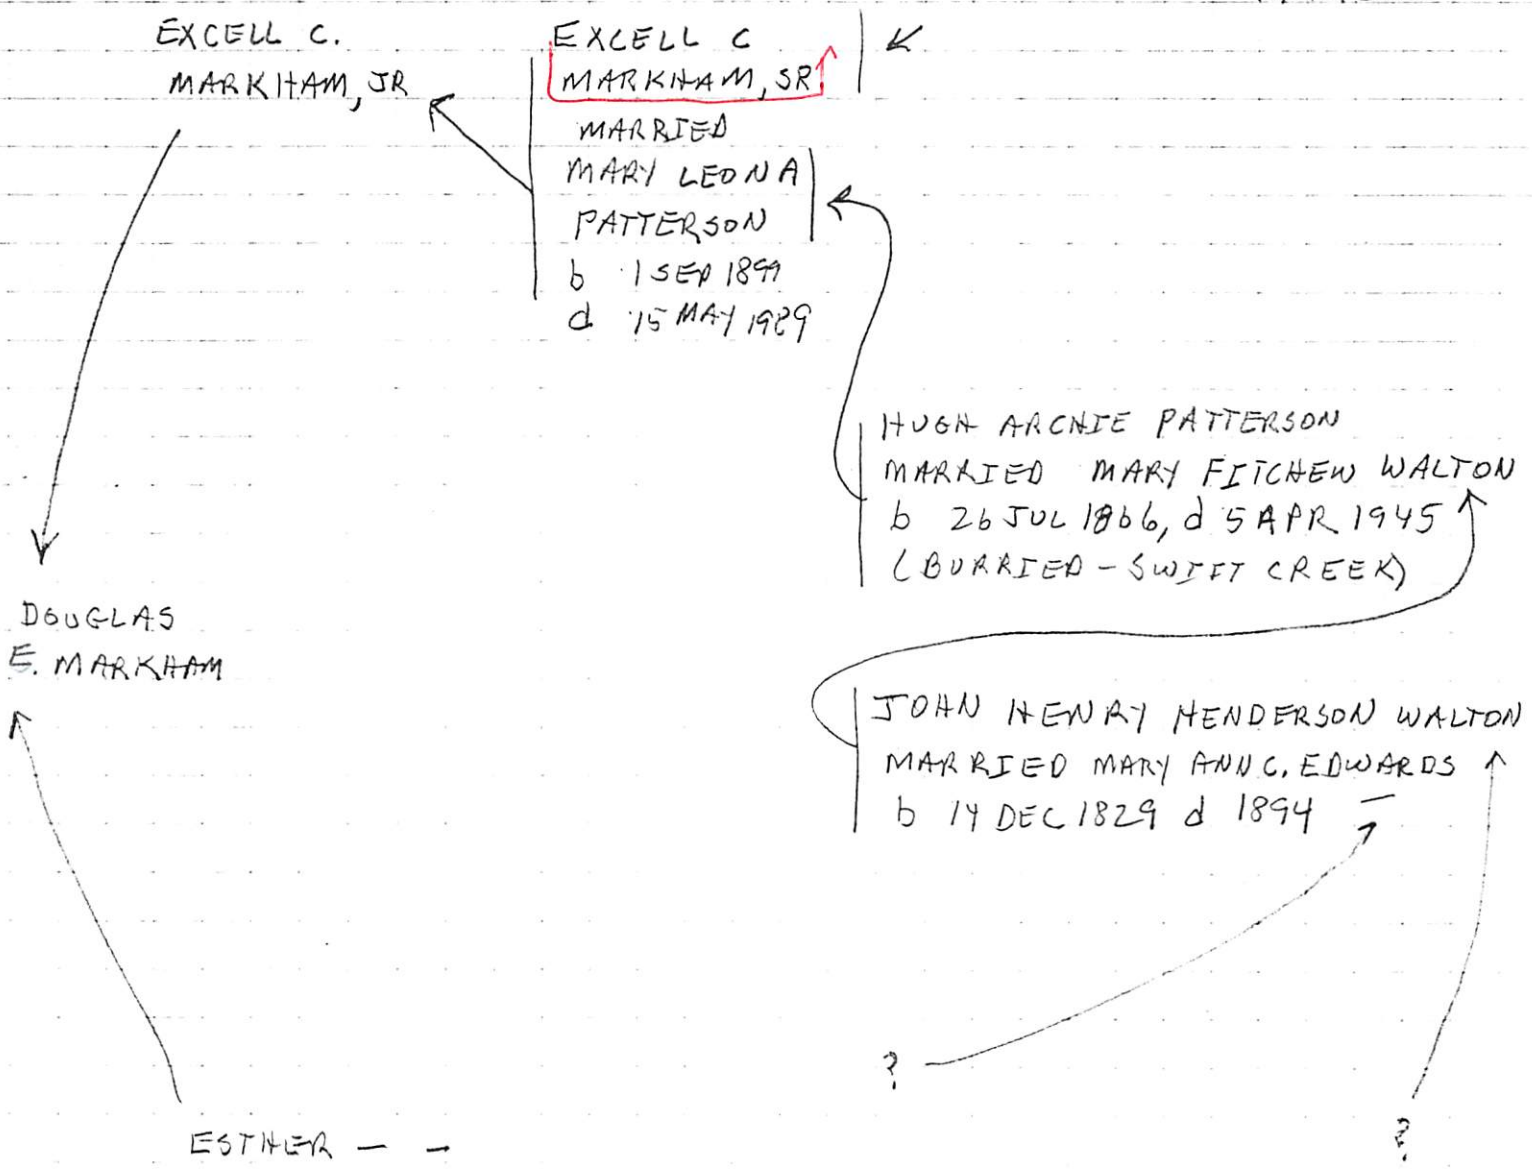 EXCELL C.
MARKHAM, JR
EXCELL C
MARKHAM, SR
MARRIED
MARY LEONA
PATTERSON
b 1 SEP 1899
d 15 MAY 1989
HUGH ARCHIE PATTERSON
MARRIED MARY FITCHEW WALTON
b 26 JUL 1866, d 5 APR 1945
(BURRIED - SWIFT CREEK)
DOUGLAS
E. MARKHAM
JOHN HENRY HENDERSON WALTON
MARRIED MARY ANN C. EDWARDS
b 14 DEC 1829 d 1894 —
?
?
ESTHER — —